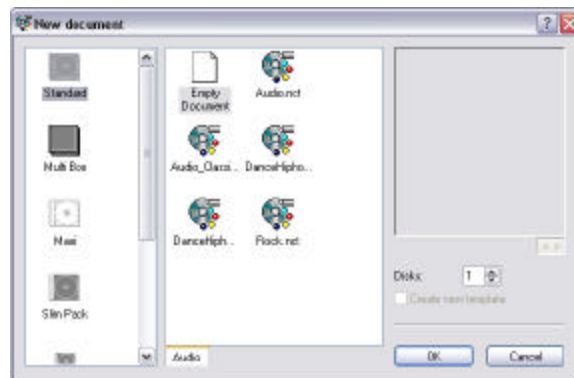 New document
Standard
Multi Box
Maxi
Slim Pack
Empty
Document
Audio.nct
Audio_Classi...
DanceHipho...
DanceHiph...
Rock.nct
Audio
Disks: 1
Create new template
OK
Cancel